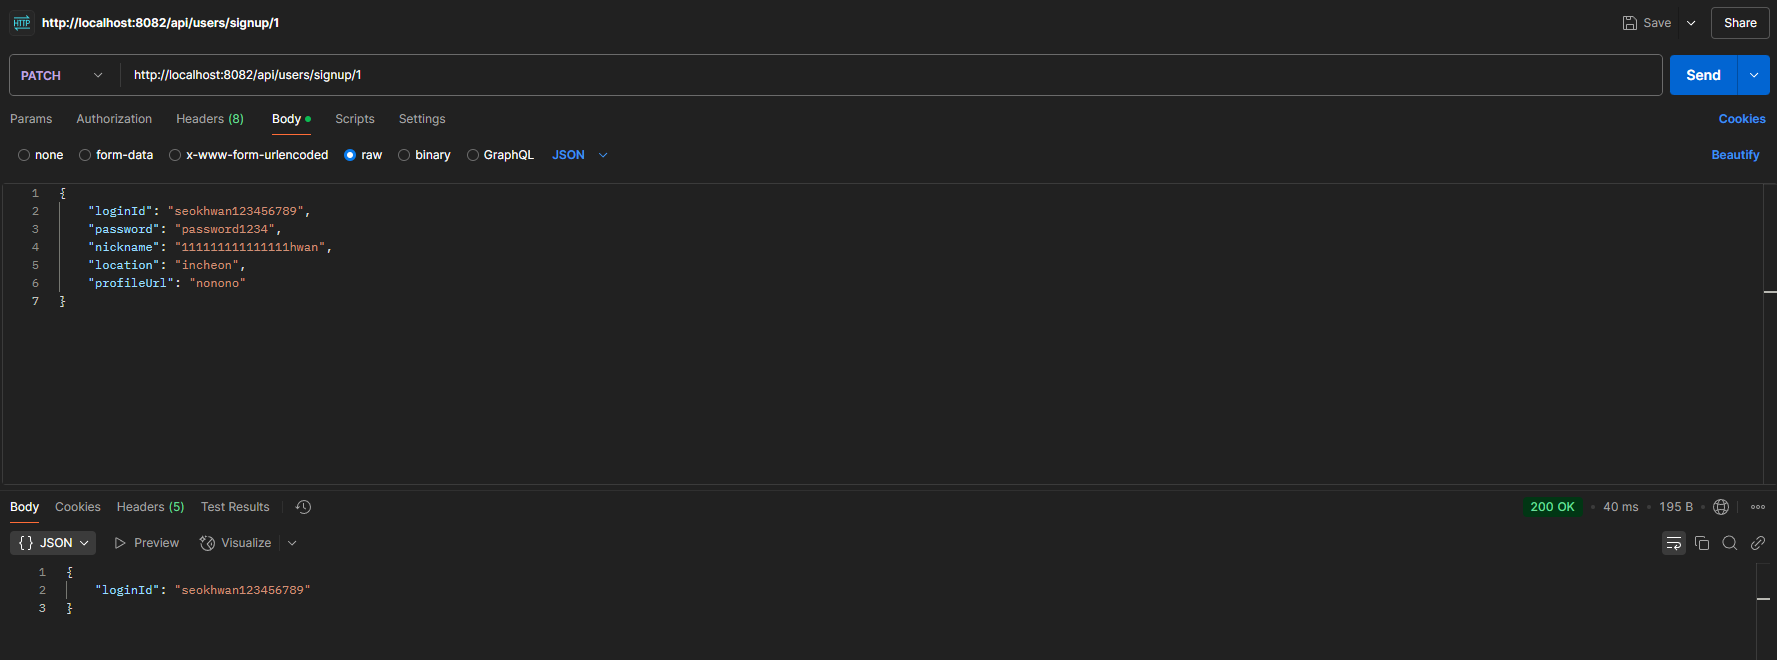 HTTP http://localhost:8082/api/users/signup/1 Save Share
PATCH http://localhost:8082/api/users/signup/1 Send
Params Authorization Headers (8) Body Scripts Settings Cookies
none form-data x-www-form-urlencoded raw binary GraphQL JSON Beautify
1 {
2 "loginId": "seokhwan123456789",
3 "password": "password1234",
4 "nickname": "111111111111111hwan",
5 "location": "incheon",
6 "profileUrl": "nonono"
7 }
Body Cookies Headers (5) Test Results 200 OK • 40 ms • 195 B •
{} JSON Preview Visualize
1 {
2 "loginId": "seokhwan123456789"
3 }